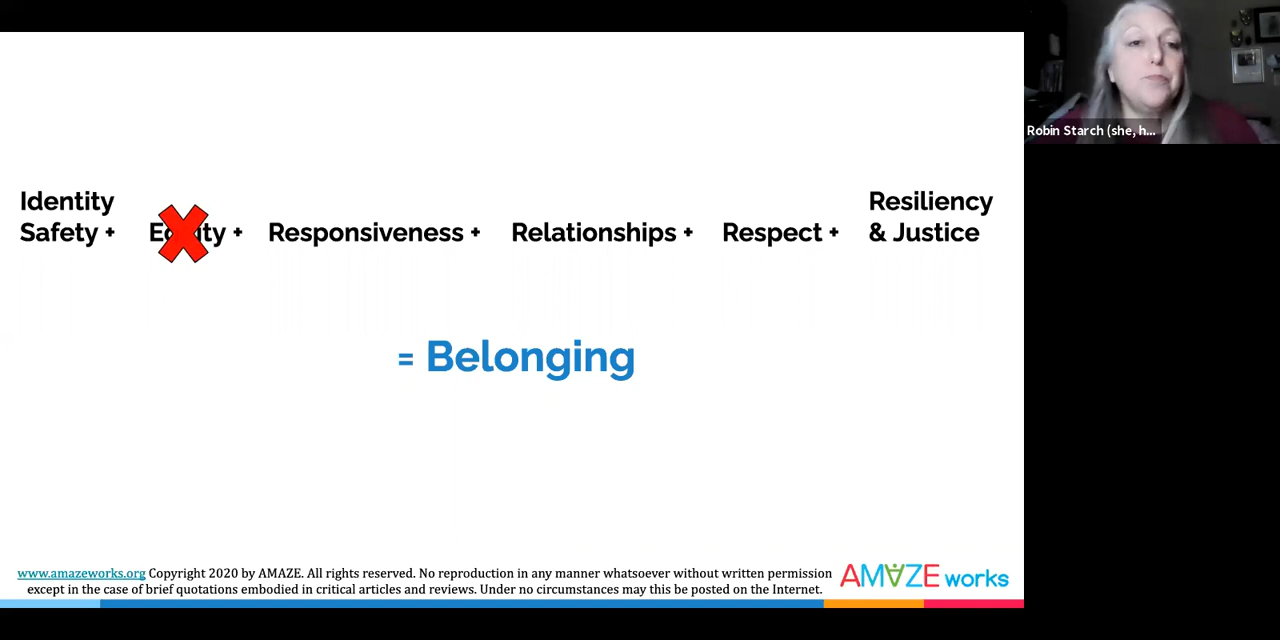 Robin Starch (she, h...
Identity
Safety +
+
Responsiveness +
Relationships +
Respect +
Resiliency
& Justice
= Belonging
www.amazeworks.org Copyright 2020 by AMAZE. All rights reserved. No reproduction in any manner whatsoever without written permission
except in the case of brief quotations embodied in critical articles and reviews. Under no circumstances may this be posted on the Internet.
AMAZE works